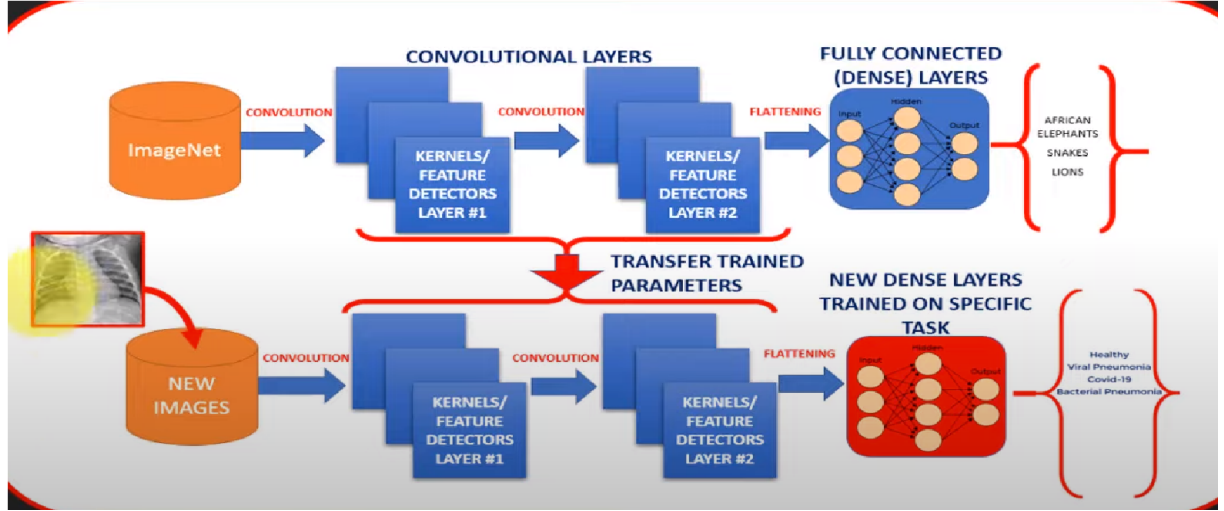 CONVOLUTIONAL LAYERS
FULLY CONNECTED
(DENSE) LAYERS
ImageNet
CONVOLUTION
KERNELS/
FEATURE
DETECTORS
LAYER #1
CONVOLUTION
KERNELS/
FEATURE
DETECTORS
LAYER #2
FLATTENING
Input
Hidden
Output
AFRICAN
ELEPHANTS
SNAKES
LIONS
TRANSFER TRAINED
PARAMETERS
NEW DENSE LAYERS
TRAINED ON SPECIFIC
TASK
NEW
IMAGES
CONVOLUTION
KERNELS/
FEATURE
DETECTORS
LAYER #1
CONVOLUTION
KERNELS/
FEATURE
DETECTORS
LAYER #2
FLATTENING
Input
Hidden
Output
Healthy
Viral Pneumonia
Covid-19
Bacterial Pneumonia